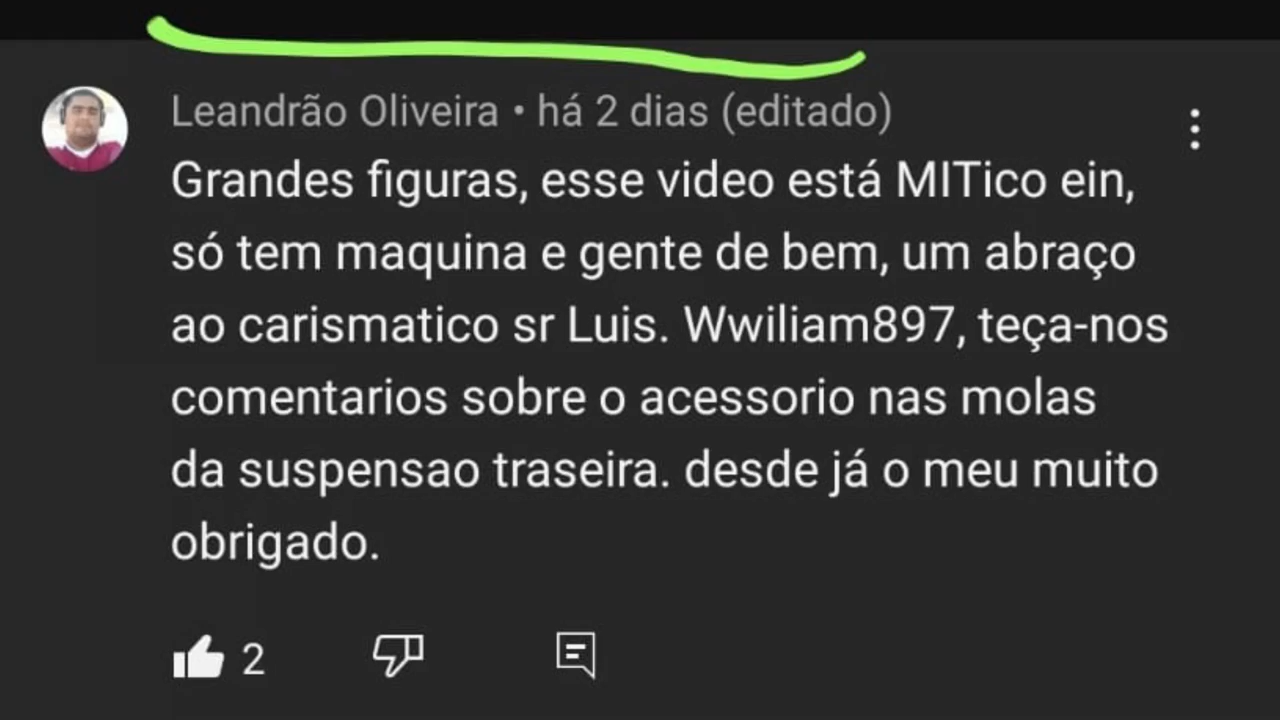 Leandrão Oliveira • há 2 dias (editado)
Grandes figuras, esse video está MITico ein,
só tem maquina e gente de bem, um abraço
ao carismatico sr Luis. Wwiliam897, teça-nos
comentarios sobre o acessorio nas molas
da suspensao traseira. desde já o meu muito
obrigado.
2